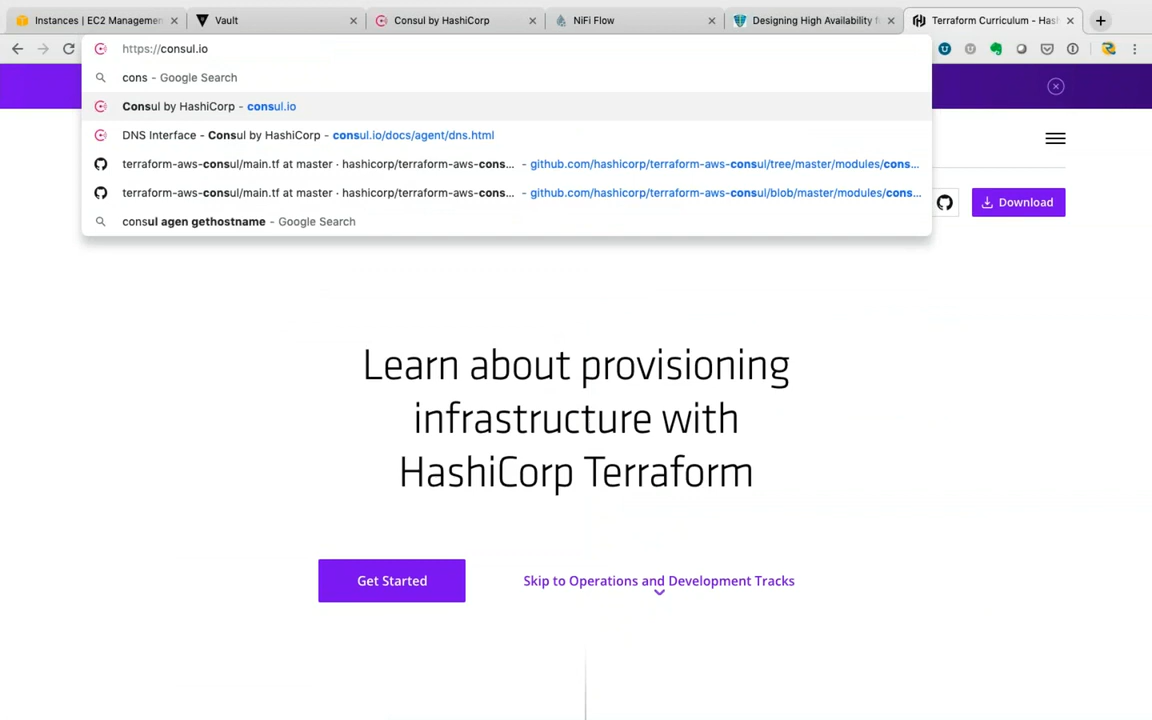 Instances | EC2 Managemen
Vault
Consul by HashiCorp
NiFi Flow
Designing High Availability f
Terraform Curriculum - Hash
https://consul.io
cons - Google Search
Consul by HashiCorp - consul.io
DNS Interface - Consul by HashiCorp - consul.io/docs/agent/dns.html
terraform-aws-consul/main.tf at master · hashicorp/terraform-aws-cons... - github.com/hashicorp/terraform-aws-consul/tree/master/modules/cons...
terraform-aws-consul/main.tf at master · hashicorp/terraform-aws-cons... - github.com/hashicorp/terraform-aws-consul/blob/master/modules/cons...
consul agen gethostname - Google Search
Download
Learn about provisioning
infrastructure with
HashiCorp Terraform
Get Started
Skip to Operations and Development Tracks